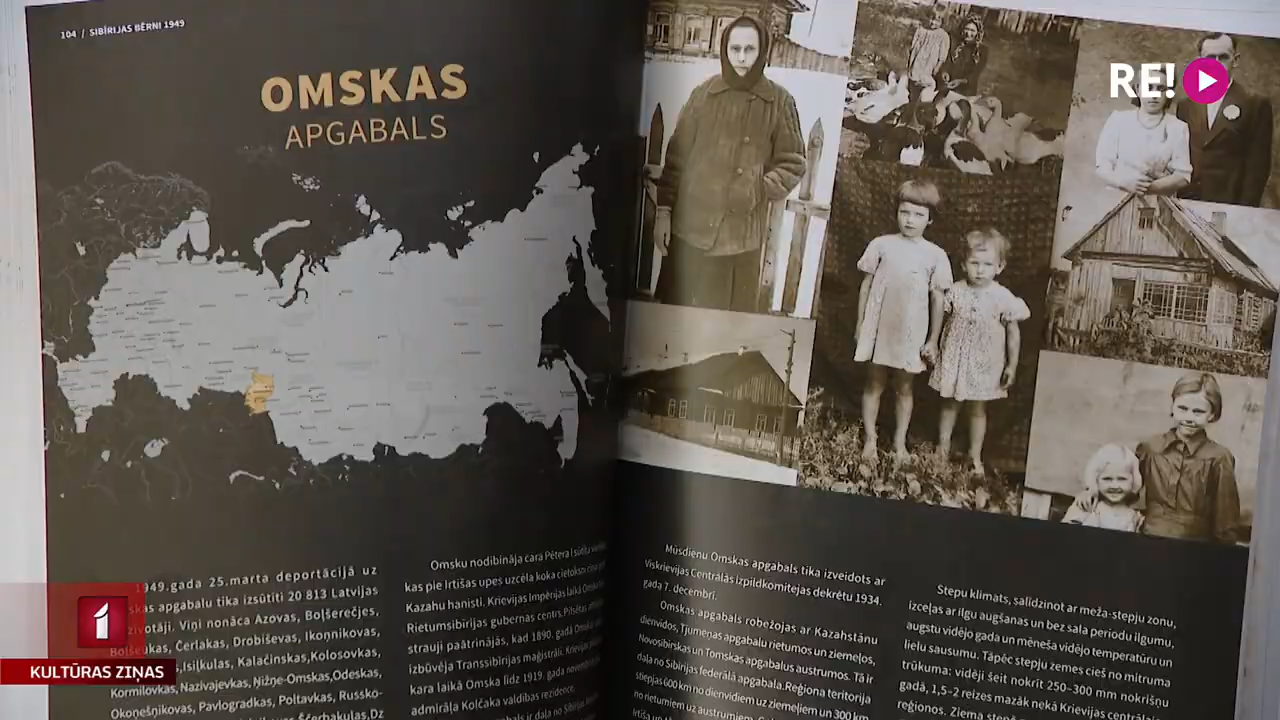 104 / SIBĪRIJAS BĒRNI 1949
OMSKAS
APGABALS
RE!
1949.gada 25.marta deportācijā uz
apgabalu tika izsūtīti 20 813 Latvijas
Viņi nonāca Azovas, Boļšerečjes,
Čerlakas, Drobiševas, Ikonņikovas,
Isiļkulas, Kalačinskas,Kolosovkas,
Kormilovkas, Nazivajevkas, Ņižņe-Omskas,Odeskas,
Okoņešņikovas, Pavlogradkas, Poltavkas, Russko-
Ščerbakulas,
Omsku nodibināja cara Pētera I
kas pie Irtišas upes uzcēla koka
Kazahu hanisti. Krievijas Impērijas laikā
Rietumsibīrijas gubernas centrs.
strauji paātrinājās, kad 1890. gadā
izbūvēja Transsibīrijas maģistrāli.
kara laikā Omska līdz 1919. gada
admirāļa Kolčaka valdības rezidence.
ir daļa no Sibīrijas
Mūsdienu Omskas apgabals tika izveidots ar
Viskrievijas Centrālās izpildkomitejas dekrētu 1934.
gada 7. decembrī.
Omskas apgabals robežojas ar Kazahstānu
dienvidos, Tjumeņas apgabalu rietumos un ziemeļos,
Novosibirskas un Tomskas apgabalus austrumos. Tā ir
daļa no Sibīrijas federālā apgabala.Reģiona teritorija
stiepjas 600 km no dienvidiem uz ziemeļiem un 300 km
no rietumiem uz austrumiem.
Stepu klimats, salīdzinot ar meža-stepju zonu,
izceļas ar ilgu augšanas un bez sala periodu ilgumu,
augstu vidējo gada un mēneša vidējo temperatūru un
lielu sausumu. Tāpēc stepju zemes cieš no mitruma
trūkuma: vidēji šeit nokrīt 250–300 mm nokrišņu
gadā, 1,5–2 reizes mazāk nekā Krievijas
reģionos. Ziema
1
KULTŪRAS ZIŅAS